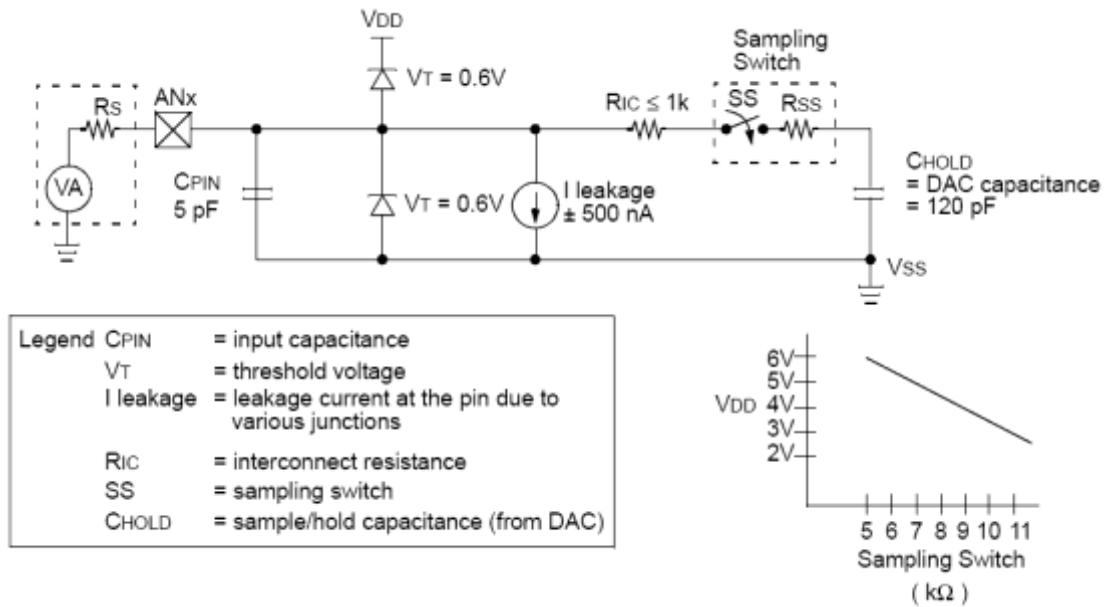 VDD
Sampling
Switch
VT = 0.6V
RS
ANx
RIC ≤ 1k
SS
RSS
VA
CPIN
5 pF
VT = 0.6V
I leakage
± 500 nA
CHOLD
= DAC capacitance
= 120 pF
VSS
Legend CPIN = input capacitance
VT = threshold voltage
I leakage = leakage current at the pin due to
various junctions
RIC = interconnect resistance
SS = sampling switch
CHOLD = sample/hold capacitance (from DAC)
6V
5V
VDD 4V
3V
2V
5 6 7 8 9 10 11
Sampling Switch
( kΩ )